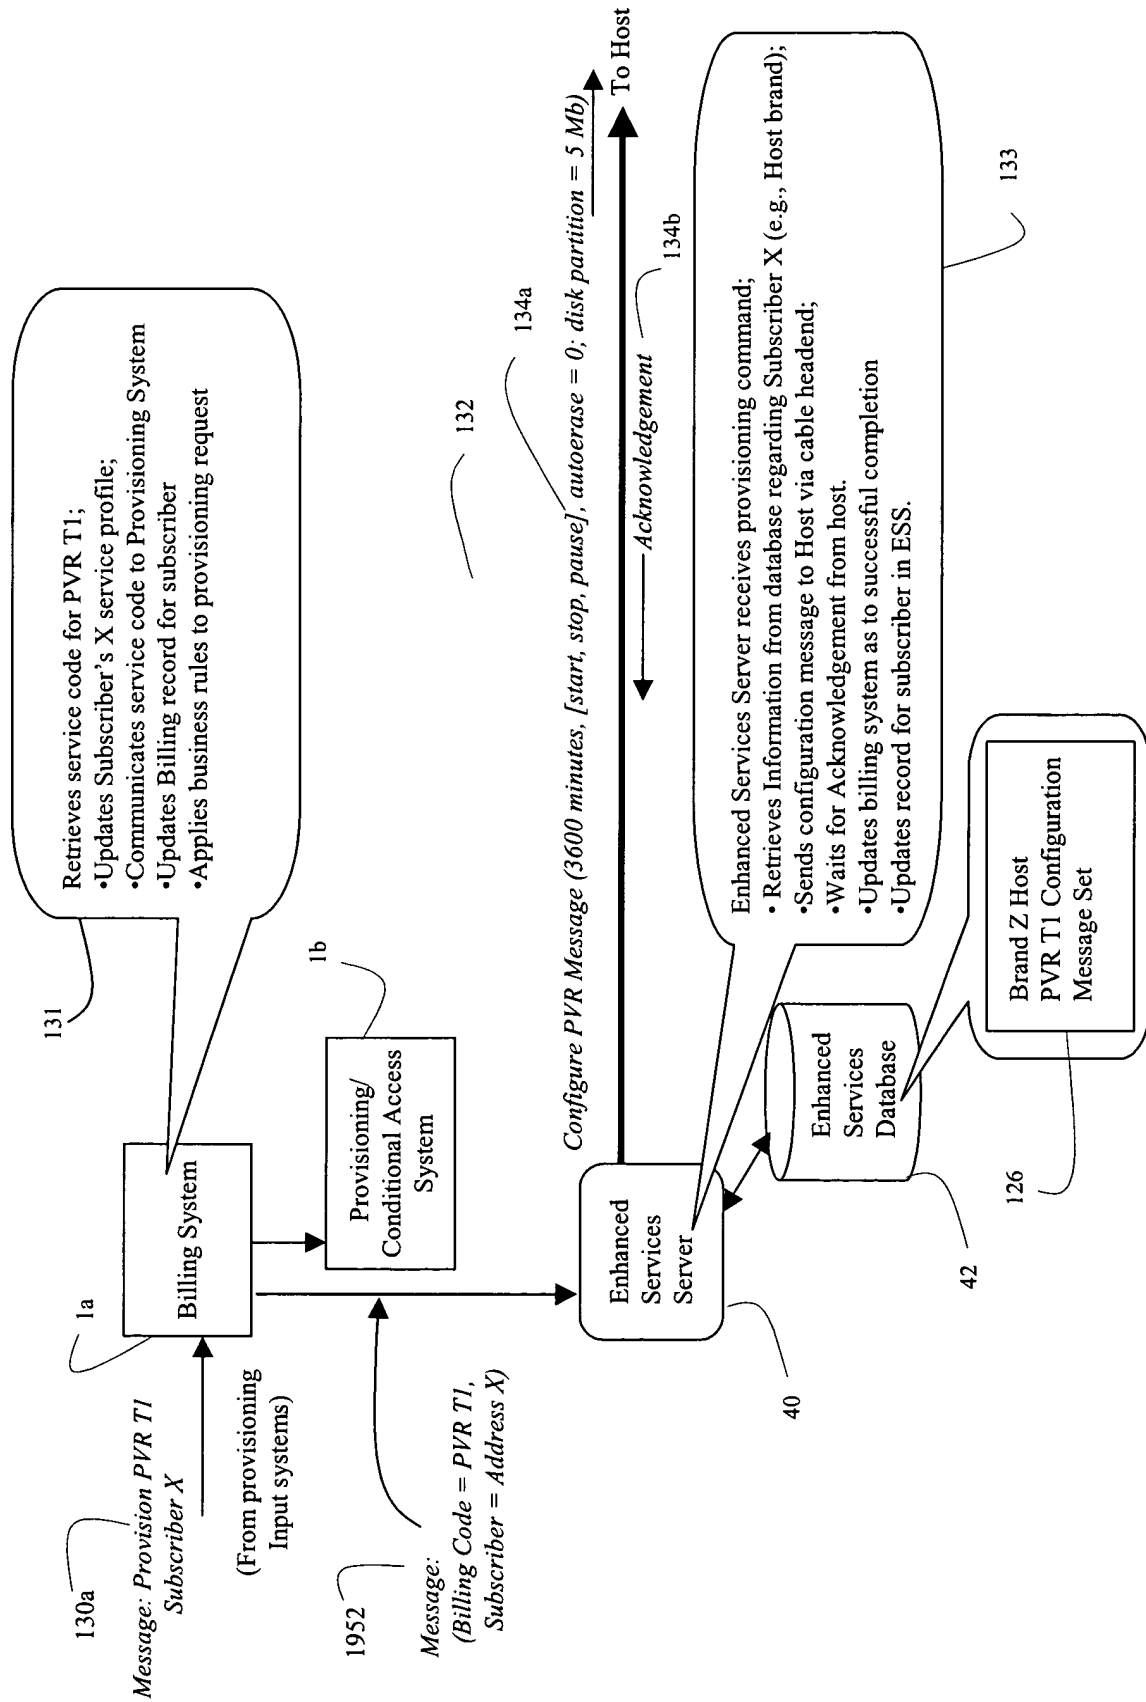 130a
Message: Provision PVR T1
Subscriber X
(From provisioning
Input systems)
1a
Billing System
131
Retrieves service code for PVR T1;
•Updates Subscriber's X service profile;
•Communicates service code to Provisioning System
•Updates Billing record for subscriber
•Applies business rules to provisioning request
1b
Provisioning/
Conditional Access
System
1952
Message:
(Billing Code = PVR T1,
Subscriber = Address X)
132
134a
Configure PVR Message (3600 minutes, [start, stop, pause], autoerase = 0; disk partition = 5 Mb)
To Host
Acknowledgement
134b
Enhanced
Services
Server
40
Enhanced Services Server receives provisioning command;
• Retrieves Information from database regarding Subscriber X (e.g., Host brand);
•Sends configuration message to Host via cable headend;
•Waits for Acknowledgement from host.
•Updates billing system as to successful completion
•Updates record for subscriber in ESS.
133
Enhanced
Services
Database
42
Brand Z Host
PVR T1 Configuration
Message Set
126